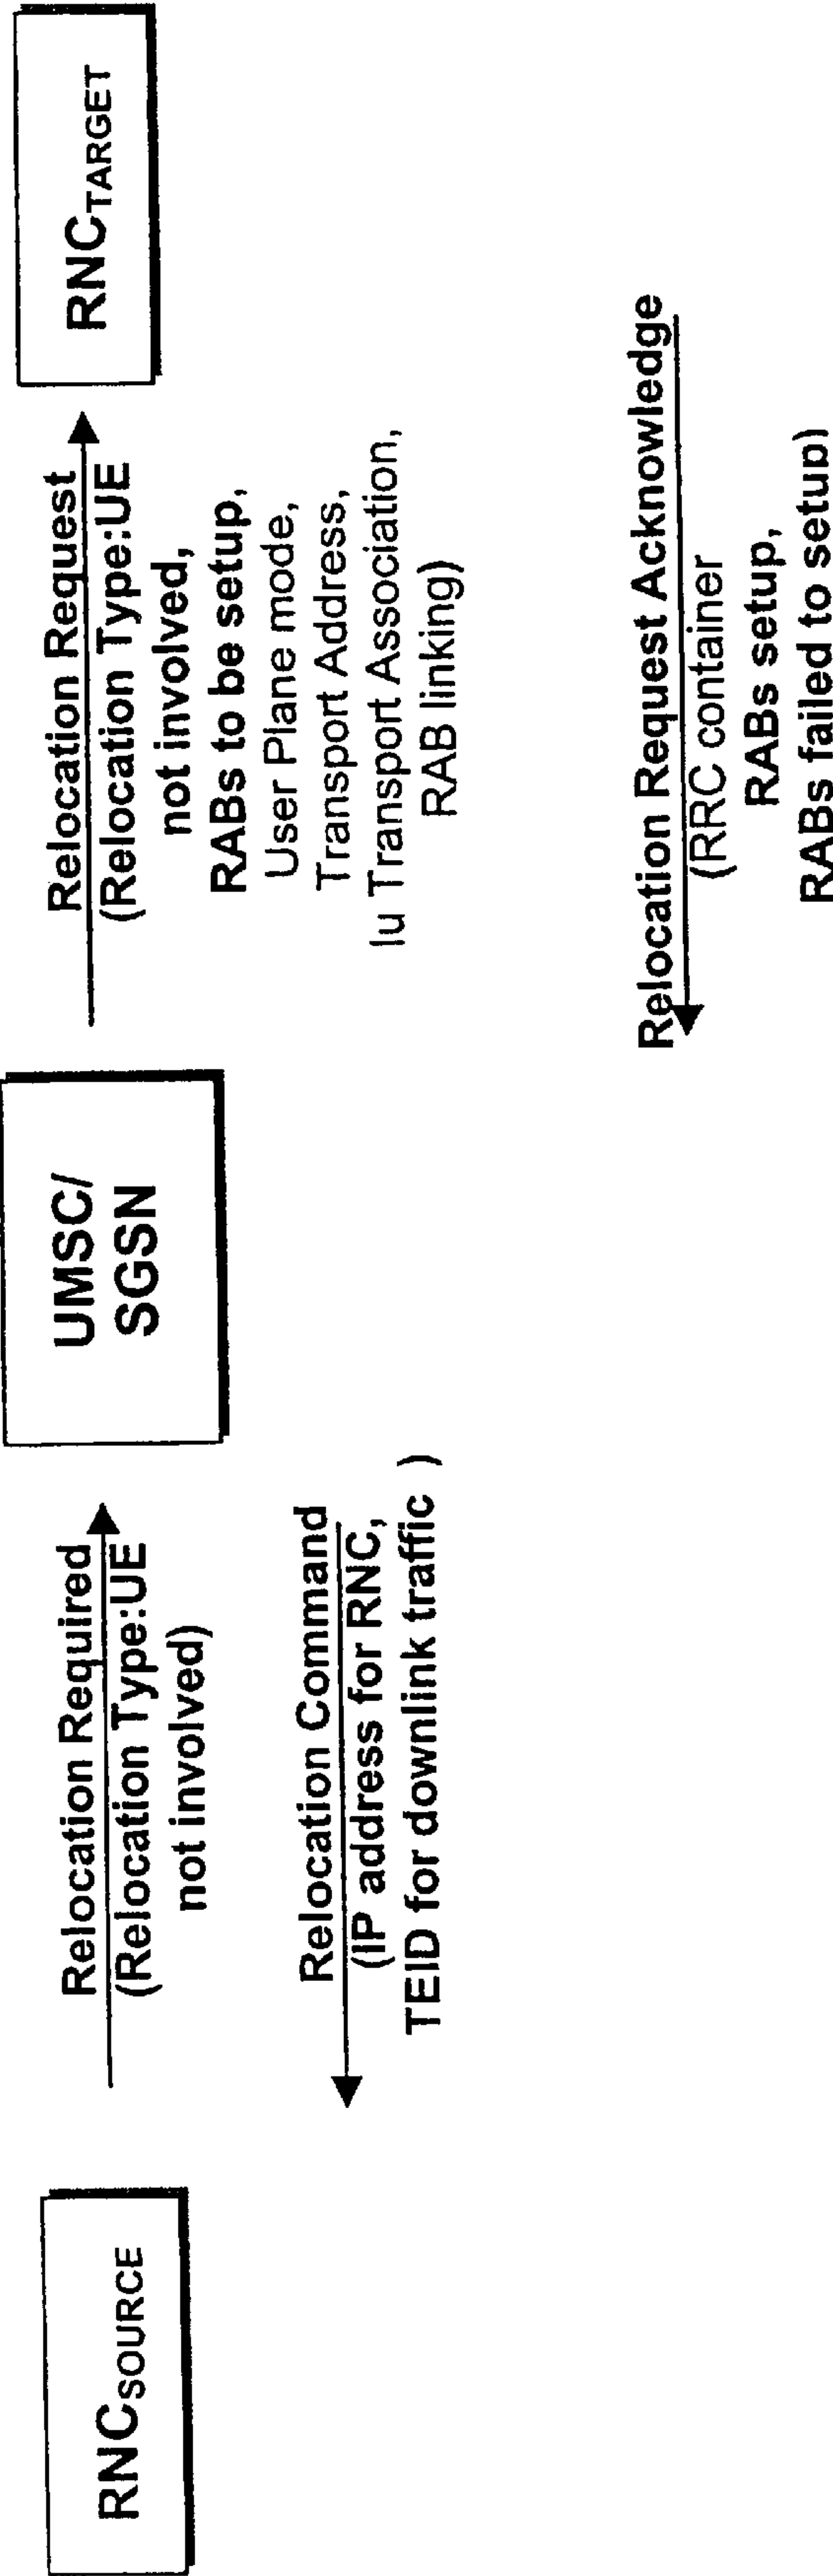 RNCSOURCE
Relocation Required
(Relocation Type:UE
not involved)
Relocation Command
(IP address for RNC,
TEID for downlink traffic )
UMSC/
SGSN
Relocation Request
(Relocation Type:UE
not involved,
RABs to be setup,
User Plane mode,
Transport Address,
Iu Transport Association,
RAB linking)
Relocation Request Acknowledge
(RRC container
RABs setup,
RABs failed to setup)
RNCTARGET